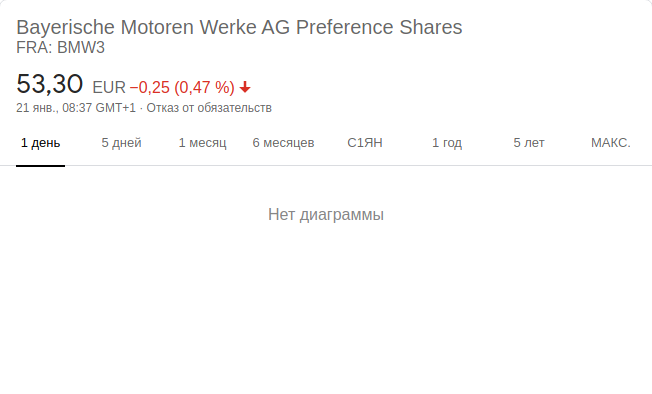 Bayerische Motoren Werke AG Preference Shares
FRA: BMW3
53,30 EUR −0,25 (0,47 %)
21 янв., 08:37 GMT+1 · Отказ от обязательств
1 день 5 дней 1 месяц 6 месяцев С1ЯН 1 год 5 лет МАКС.
Нет диаграммы